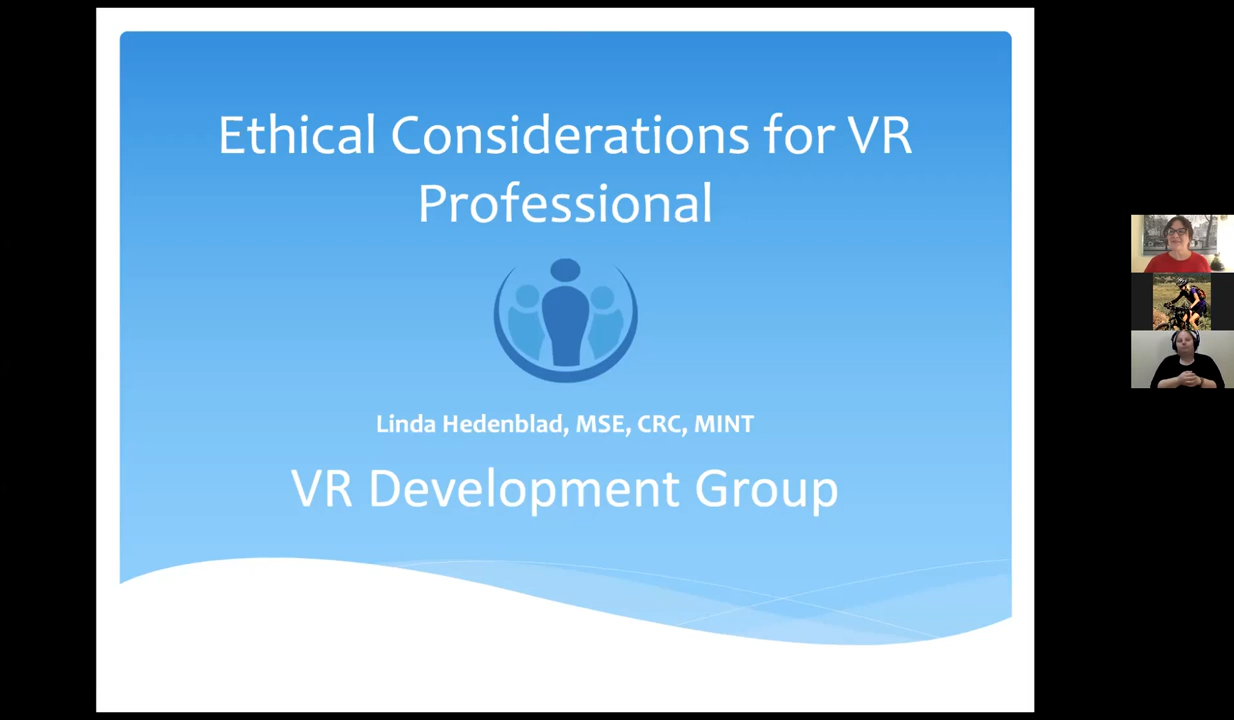 Ethical Considerations for VR
Professional
Linda Hedenblad, MSE, CRC, MINT
VR Development Group